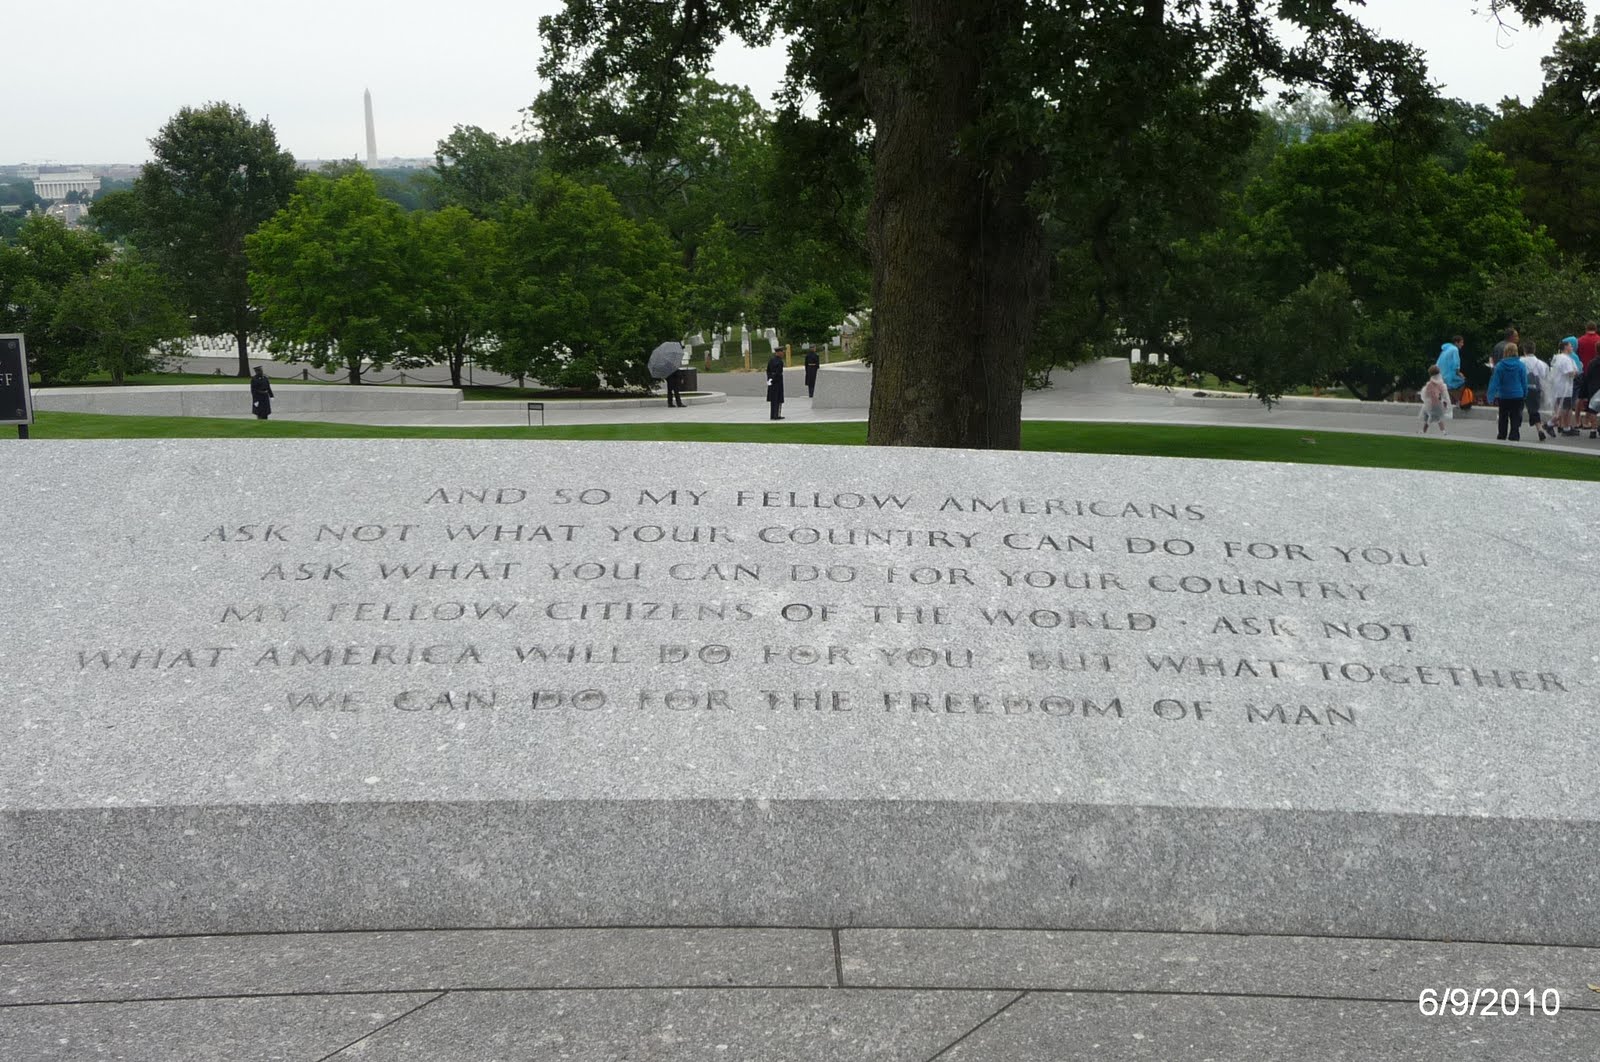 FF
AND SO MY FELLOW AMERICANS
ASK NOT WHAT YOUR COUNTRY CAN DO FOR YOU
ASK WHAT YOU CAN DO FOR YOUR COUNTRY
MY FELLOW CITIZENS OF THE WORLD · ASK NOT
WHAT AMERICA WILL DO FOR YOU · BUT WHAT TOGETHER
WE CAN DO FOR THE FREEDOM OF MAN
6/9/2010